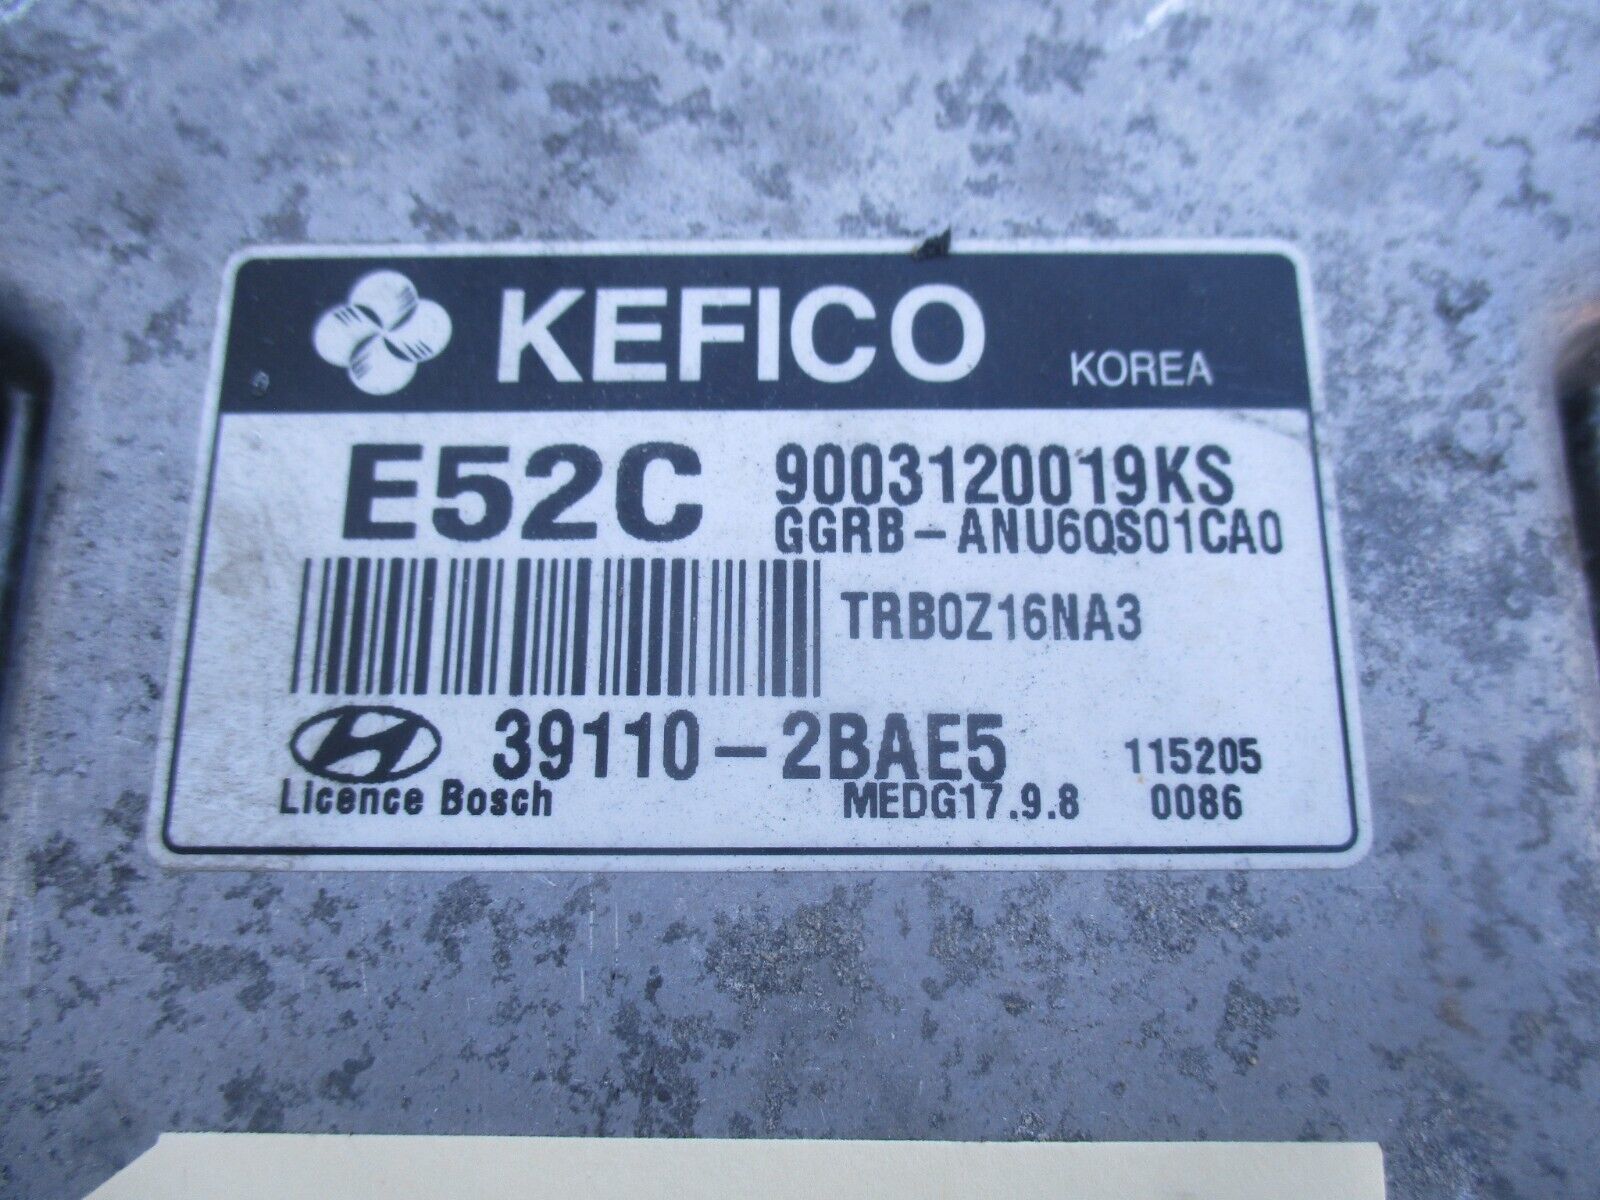 KEFICO KOREA
E52C 9003120019KS
GGRB-ANU6QS01CA0
TRB0Z16NA3
39110-2BAE5 115205
Licence Bosch MEDG17.9.8 0086